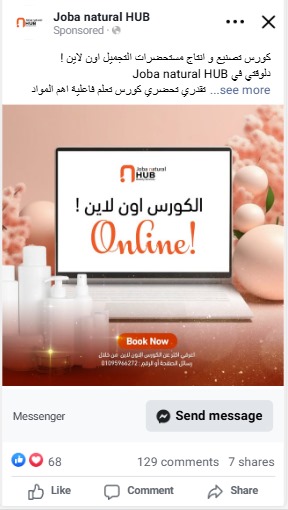 Joba natural HUB
Sponsored ·
كورس تصنيع و انتاج مستحضرات التجميل اون لاين !
دلوقتي في Joba natural HUB
تقدري تحضري كورس تعلم فاعلية اهم المواد ...see more
Joba natural
HUB
الكورس اون لاين !
Online!
Book Now
اعرفي اكتر عن الكورس الاون لاين من خلال
رسائل الصفحة أو الرقم : 01095966272
Messenger
Send message
68
129 comments 7 shares
Like
Comment
Share